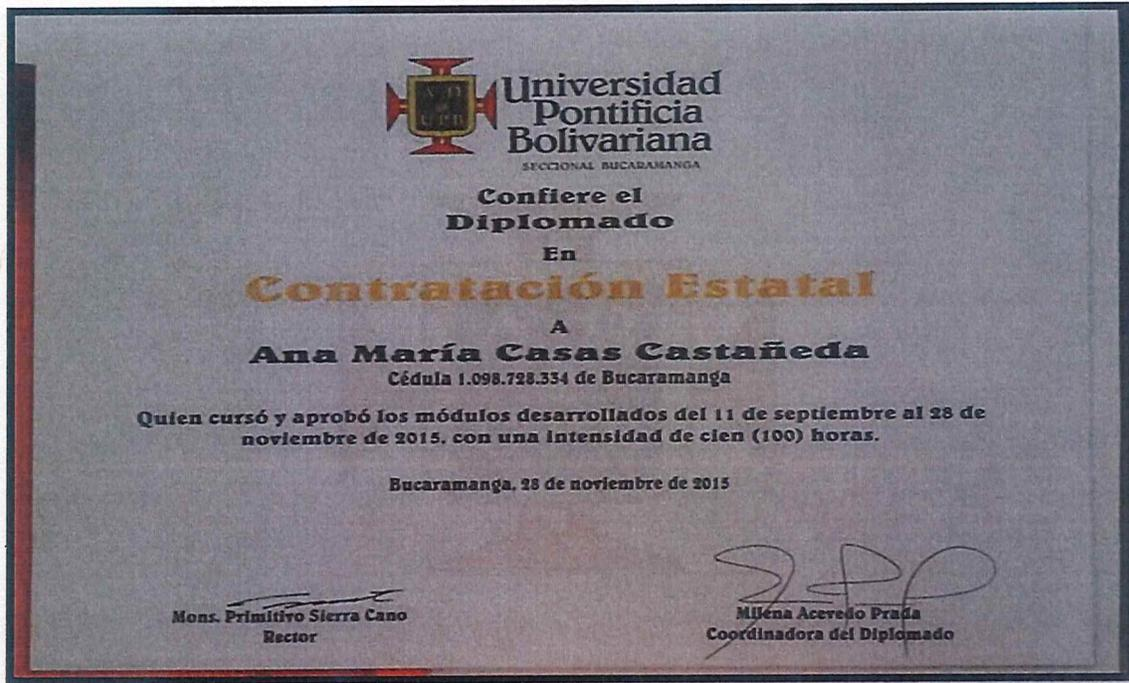 A D
U P B
Universidad
Pontificia
Bolivariana
SECCIONAL BUCARAMANGA
Confiere el
Diplomado
En
Contratación Estatal
A
Ana María Casas Castañeda
Cédula 1.098.728.334 de Bucaramanga
Quien cursó y aprobó los módulos desarrollados del 11 de septiembre al 28 de
noviembre de 2015, con una intensidad de cien (100) horas.
Bucaramanga, 28 de noviembre de 2015
Mons. Primitivo Sierra Cano
Rector
Milena Acevedo Prada
Coordinadora del Diplomado